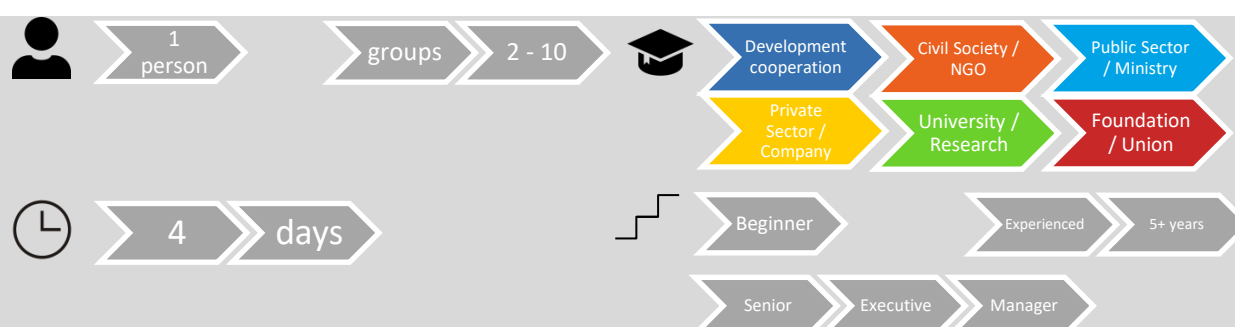 1
person
groups
2 - 10
Development
cooperation
Civil Society /
NGO
Public Sector
/ Ministry
Private
Sector /
Company
University /
Research
Foundation
/ Union
4
days
Beginner
Experienced
5+ years
Senior
Executive
Manager